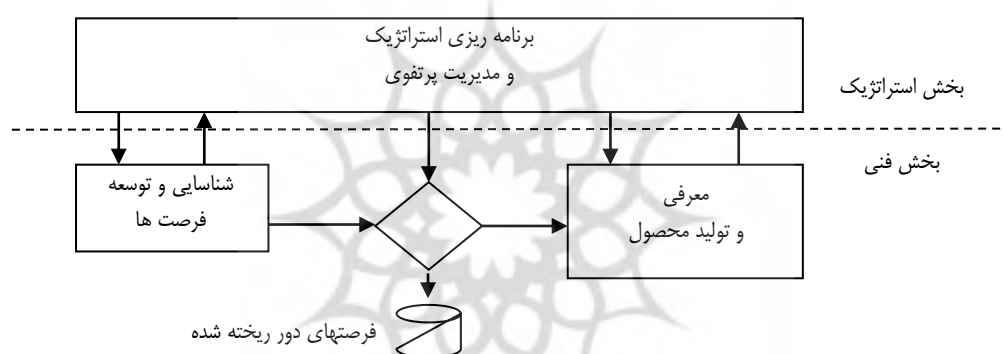 برنامه ریزی استراتژیک
و مدیریت پرتفوی
بخش استراتژیک
بخش فنی
شناسایی و توسعه
فرصت ها
معرفی
و تولید محصول
فرصتهای دور ریخته شده